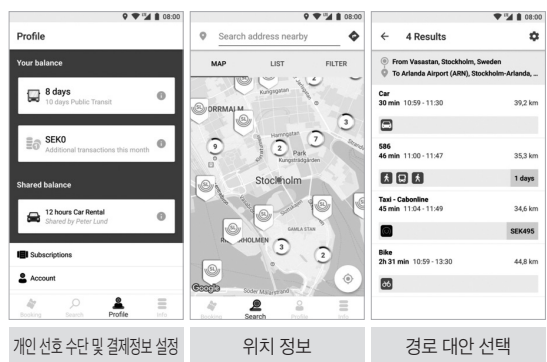 08:00
Profile
Your balance
8 days
10 days Public Transit
SEK0
Additional transactions this month
Shared balance
12 hours Car Rental
Shared by Peter Lund
Subscriptions
Account
Booking Search Profile Info
개인 선호 수단 및 결제정보 설정
08:00
Search address nearby
MAP LIST FILTER
Kungsgatan
2
3
Hamngatan
7
9
2
Park
Kungsträdgården
Stockholm
GAMLA STAN
3
2
Söder Mälarstrand
Google
Booking Search Profile Info
위치 정보
08:00
4 Results
From Vasastan, Stockholm, Sweden
To Arlanda Airport (ARN), Stockholm-Arlanda, ...
Car
30 min 10:59 - 11:30 39,2 km
586
46 min 11:00 - 11:47 35,3 km
1 days
Taxi - Cabonline
45 min 11:04 - 11:49 34,6 km
SEK495
Bike
2h 31 min 10:59 - 13:30 44,8 km
경로 대안 선택